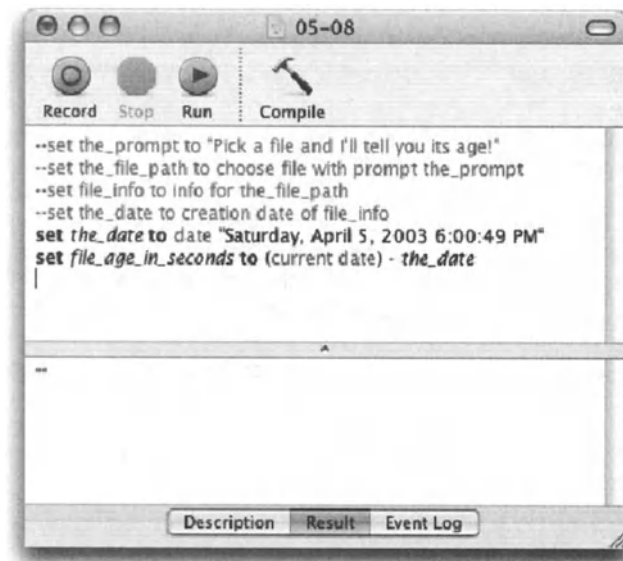 05-08
Record Stop Run Compile
--set the_prompt to "Pick a file and I'll tell you its age!"
--set the_file_path to choose file with prompt the_prompt
--set file_info to info for the_file_path
--set the_date to creation date of file_info
set the_date to date "Saturday, April 5, 2003 6:00:49 PM"
set file_age_in_seconds to (current date) - the_date
--
Description Result Event Log